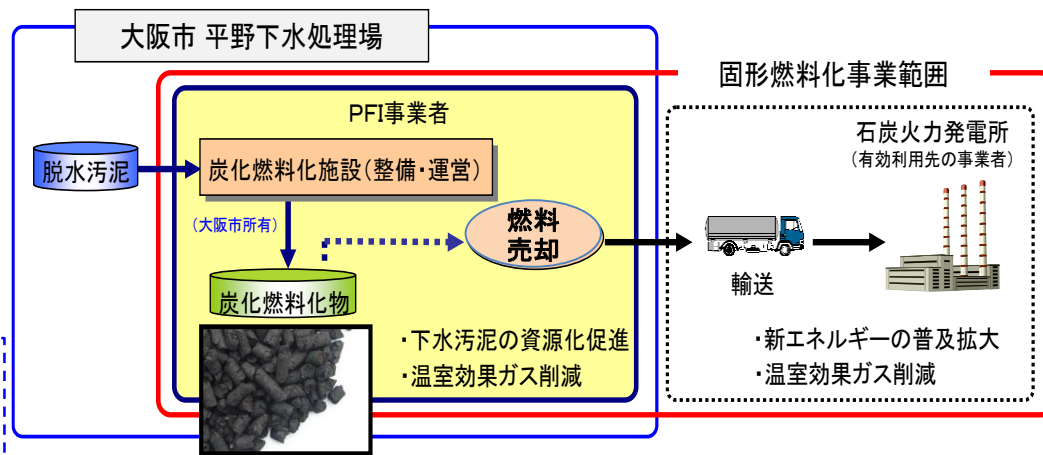 大阪市 平野下水処理場
固形燃料化事業範囲
PFI事業者
脱水汚泥
炭化燃料化施設(整備・運営)
(大阪市所有)
炭化燃料化物
燃料
売却
・下水汚泥の資源化促進
・温室効果ガス削減
石炭火力発電所
(有効利用先の事業者)
輸送
・新エネルギーの普及拡大
・温室効果ガス削減